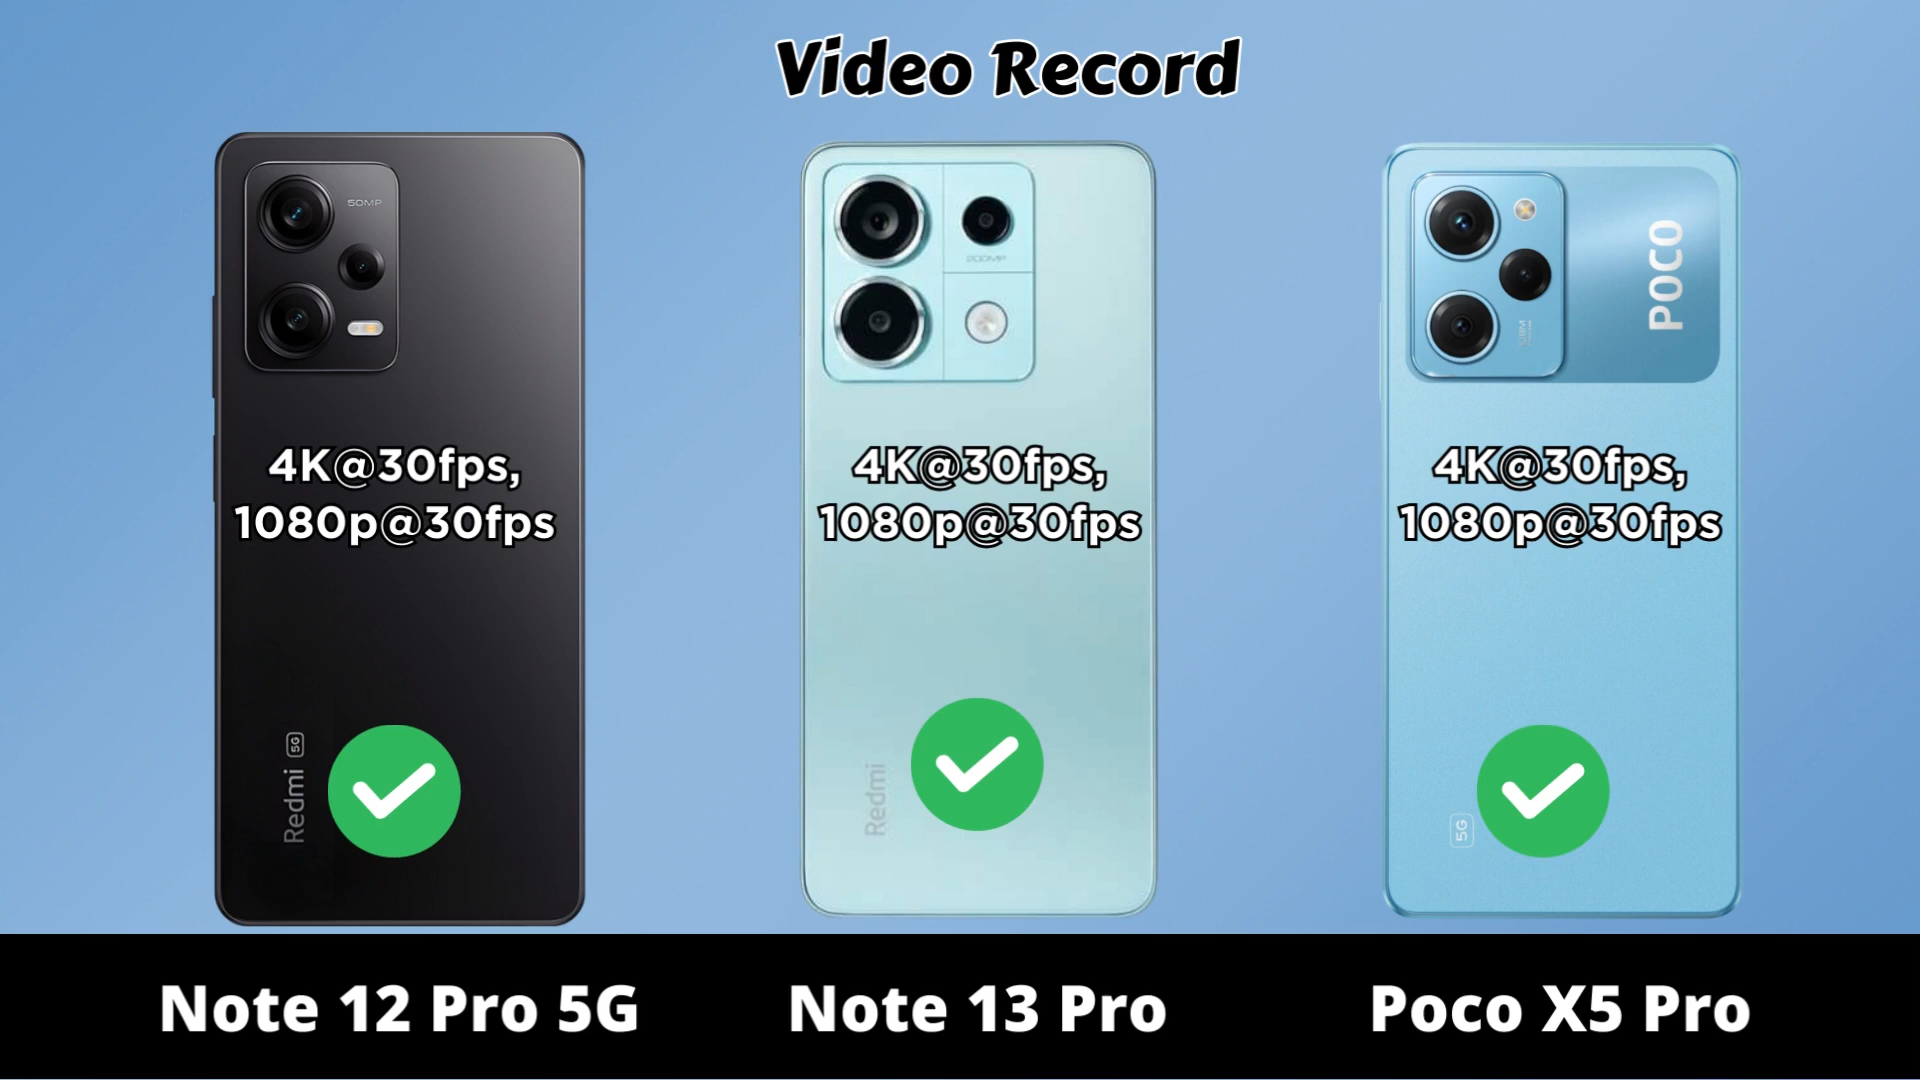 Video Record
50MP
200MP
POCO
4K@30fps,
1080p@30fps
4K@30fps,
1080p@30fps
4K@30fps,
1080p@30fps
Redmi 5G
Redmi
5G
Note 12 Pro 5G
Note 13 Pro
Poco X5 Pro